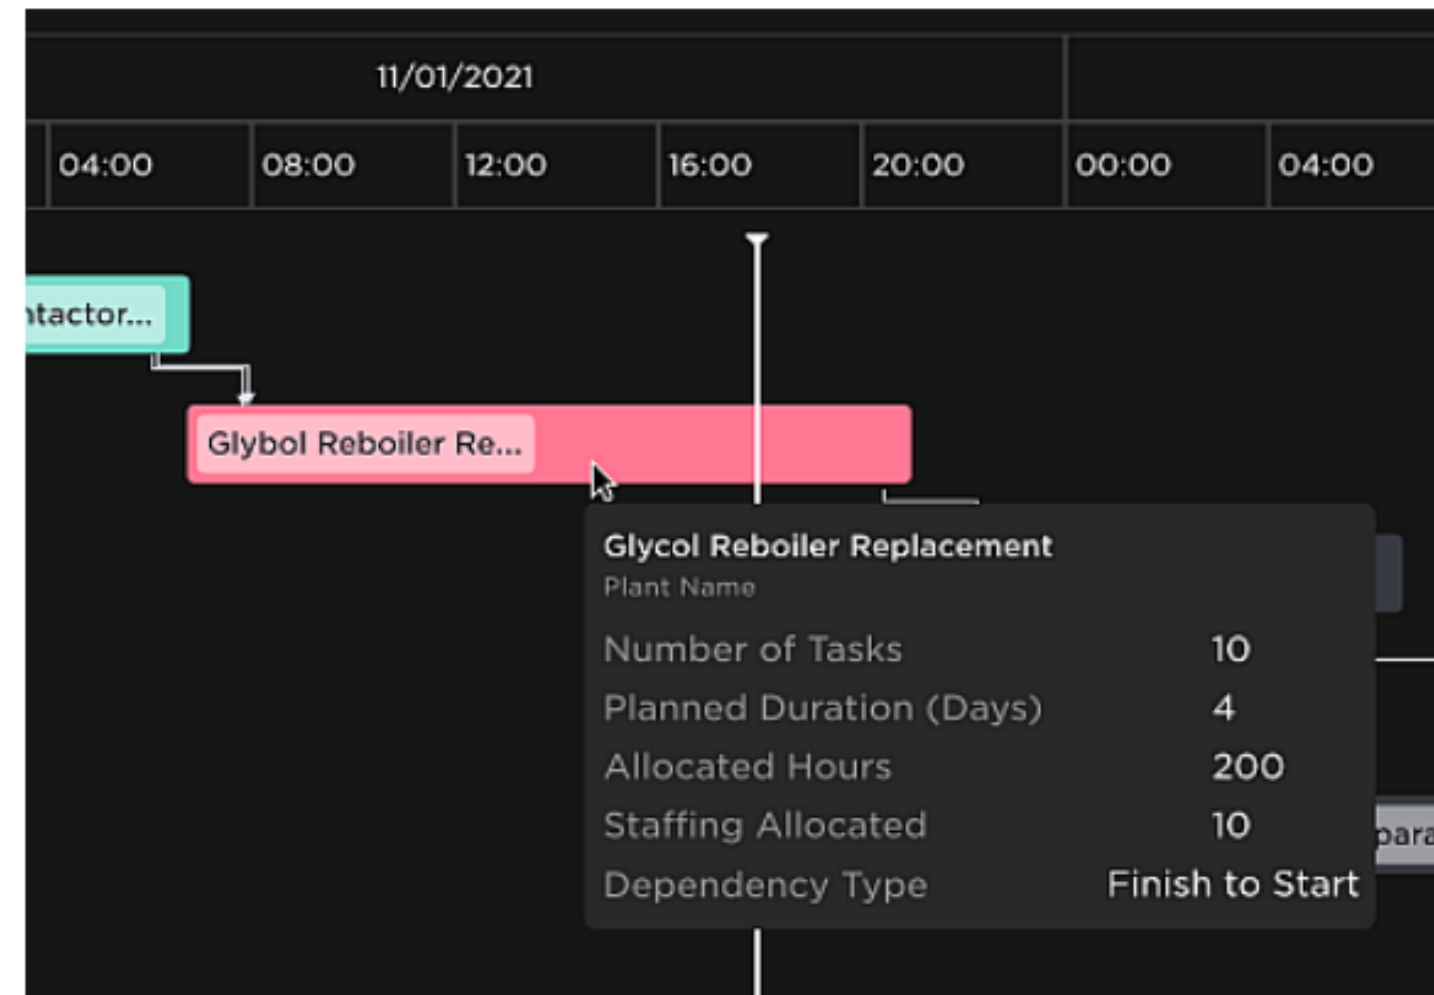 11/01/2021
04:00 08:00 12:00 16:00 20:00 00:00 04:00
ntactor...
Glybol Reboiler Re...
Glycol Reboiler Replacement
Plant Name
Number of Tasks 10
Planned Duration (Days) 4
Allocated Hours 200
Staffing Allocated 10
para
Dependency Type Finish to Start